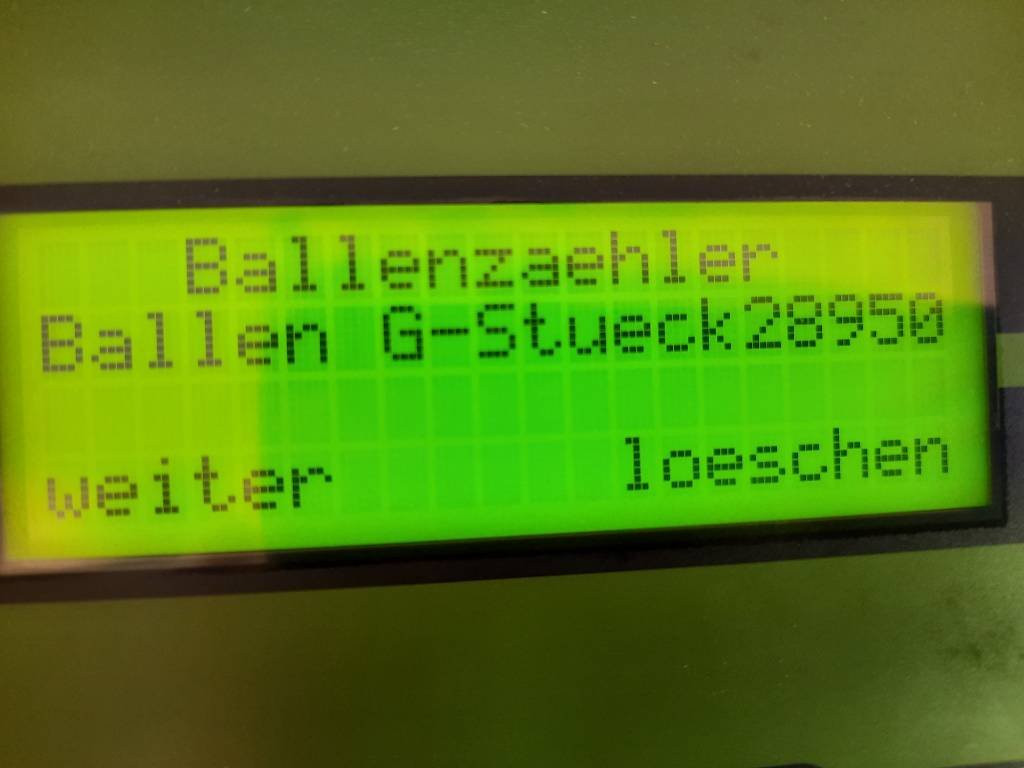 Ballenzaehler
Ballen G-Stueck28950
weiter loeschen